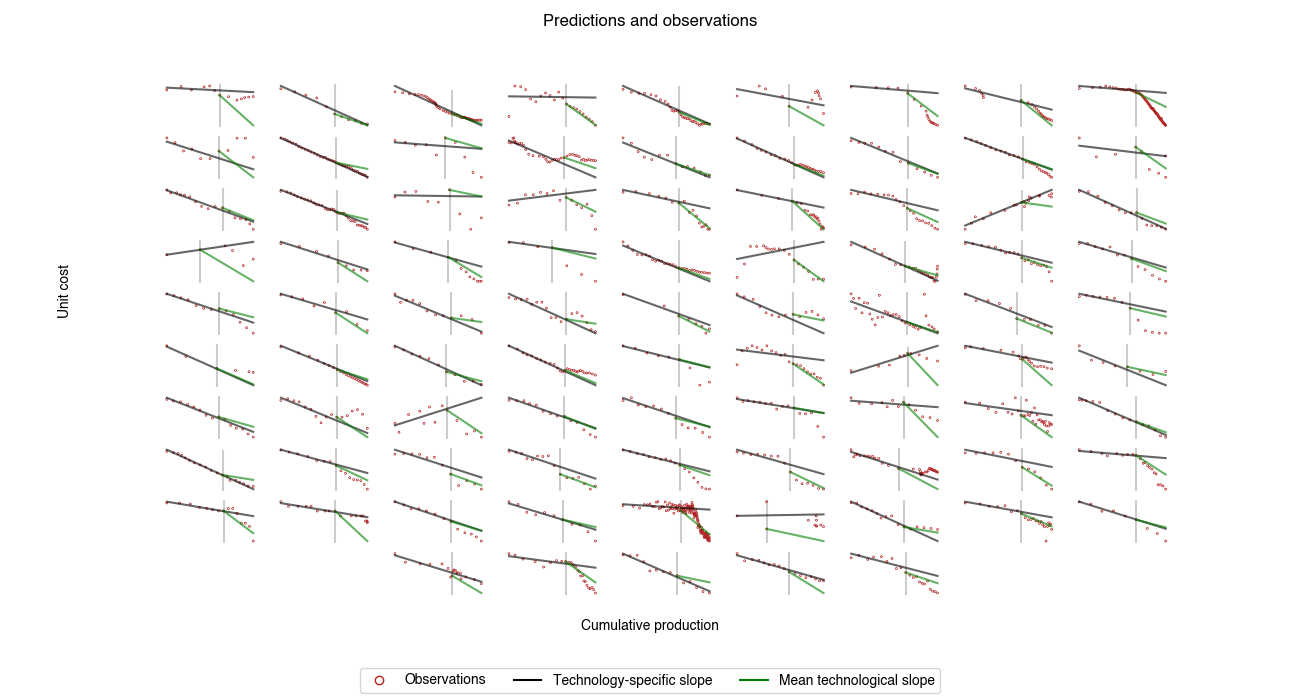 Predictions and observations
Unit cost
Cumulative production
Observations
Technology-specific slope
Mean technological slope